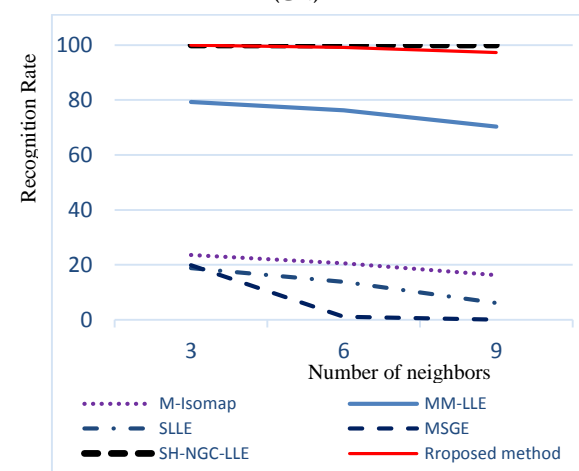 Recognition Rate
100
80
60
40
20
0
3 6 9
Number of neighbors
M-Isomap MM-LLE
SLLE MSGE
SH-NGC-LLE Rroposed method